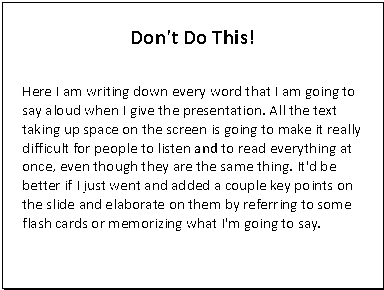 Don't Do This!
Here I am writing down every word that I am going to
say aloud when I give the presentation. All the text
taking up space on the screen is going to make it really
difficult for people to listen and to read everything at
once, even though they are the same thing. It'd be
better if I just went and added a couple key points on
the slide and elaborate on them by referring to some
flash cards or memorizing what I'm going to say.